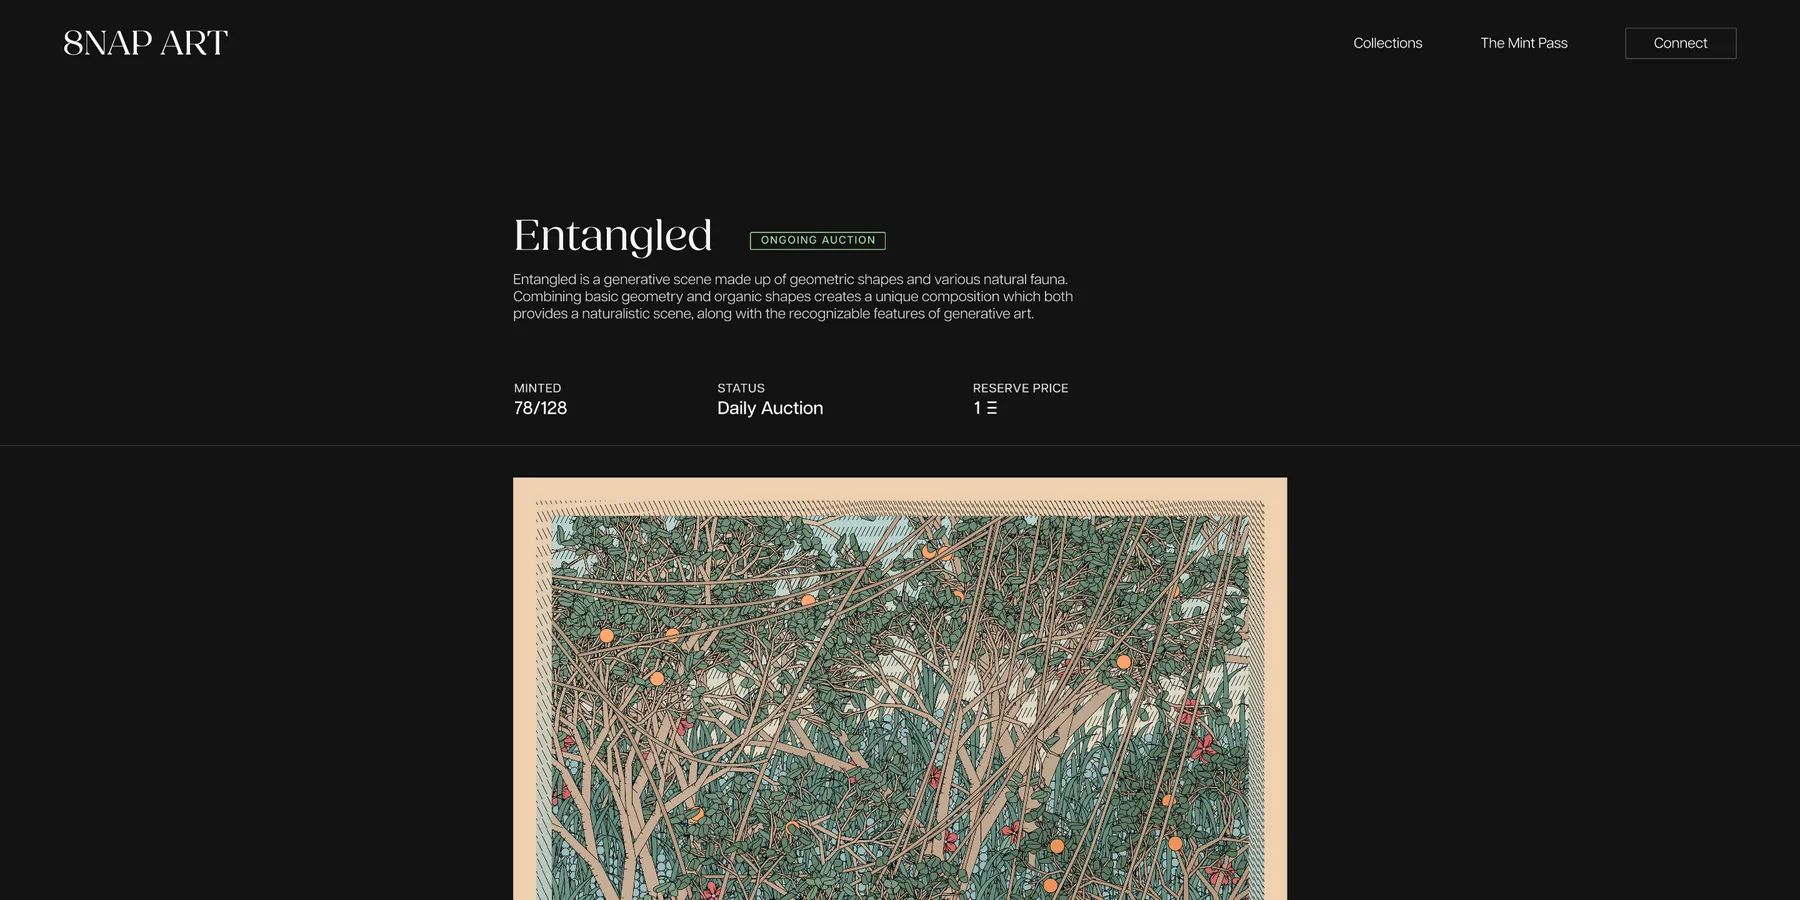 8NAP ART
Collections
The Mint Pass
Connect
Entangled
ONGOING AUCTION
Entangled is a generative scene made up of geometric shapes and various natural fauna.
Combining basic geometry and organic shapes creates a unique composition which both
provides a naturalistic scene, along with the recognizable features of generative art.
MINTED
78/128
STATUS
Daily Auction
RESERVE PRICE
1 Ξ